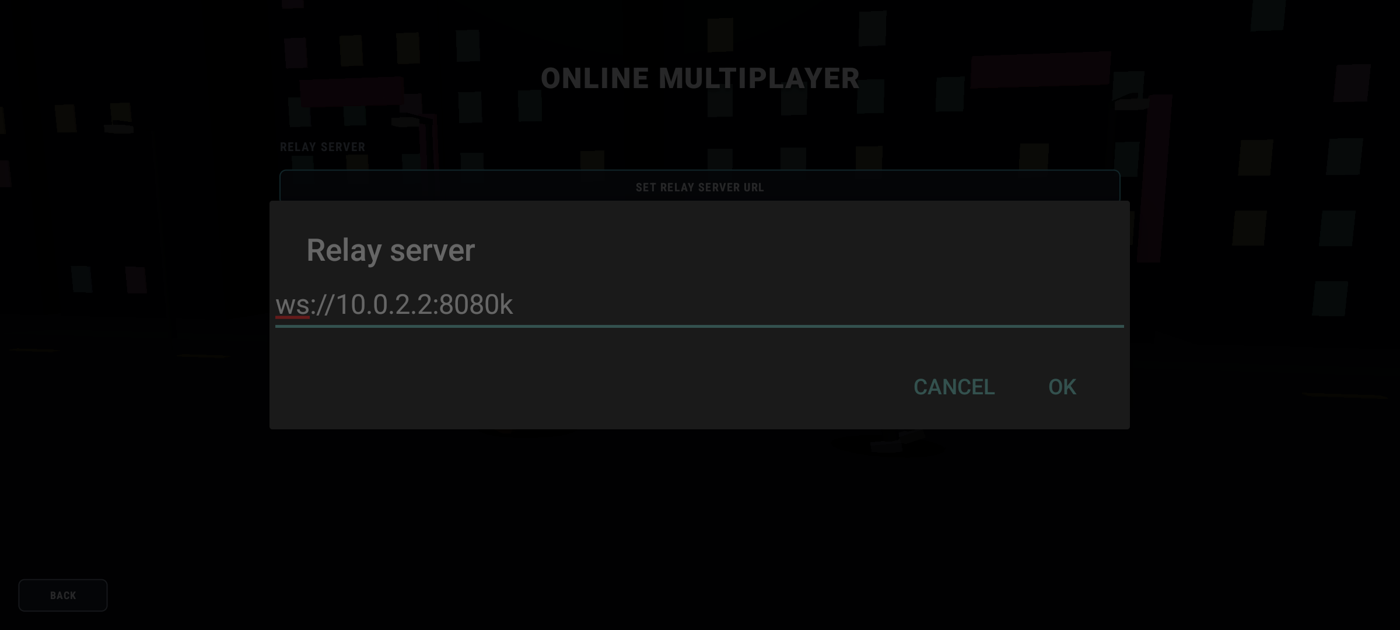 ONLINE MULTIPLAYER
RELAY SERVER
SET RELAY SERVER URL
Relay server
ws://10.0.2.2:8080k
CANCEL OK
BACK